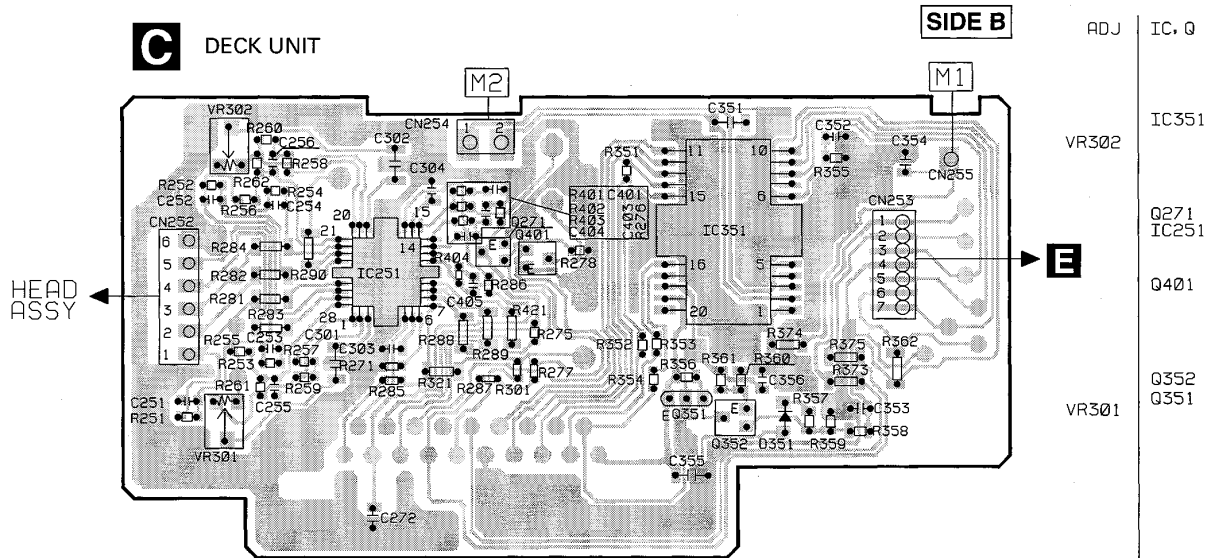 SIDE B
C DECK UNIT
ADJ IC, Q
M2
M1
VR302
CN254
1 2
C351
R260
C256
R258
C302
C304
R351
11
10
C352
C354
IC351
VR302
R355
CN255
R252
R262
R254
C252
R256
C254
15
6
CN253
CN252
20
15
R401 C401
R402
R403 C403
C404 R276
Q271
Q401
E
E
Q271
IC251
6
5
4
3
2
1
R284
21
14
IC351
1
2
3
4
5
6
7
E
R282
R290
IC251
R404
R278
R286
16
5
HEAD
ASSY
R281
C405
Q401
R283
28
1
7
6
R288
R421
R275
20
1
R374
R255
C253
R257
C301
C303
R289
R352
R353
R375
R362
R253
R271
R356
R361
R360
R261
R259
R285
R321
R287
R301
R277
R354
C356
R373
Q352
Q351
C251
C255
E Q351
R357
C353
VR301
R251
E
VR301
Q352
D351
R359
R358
C355
C272